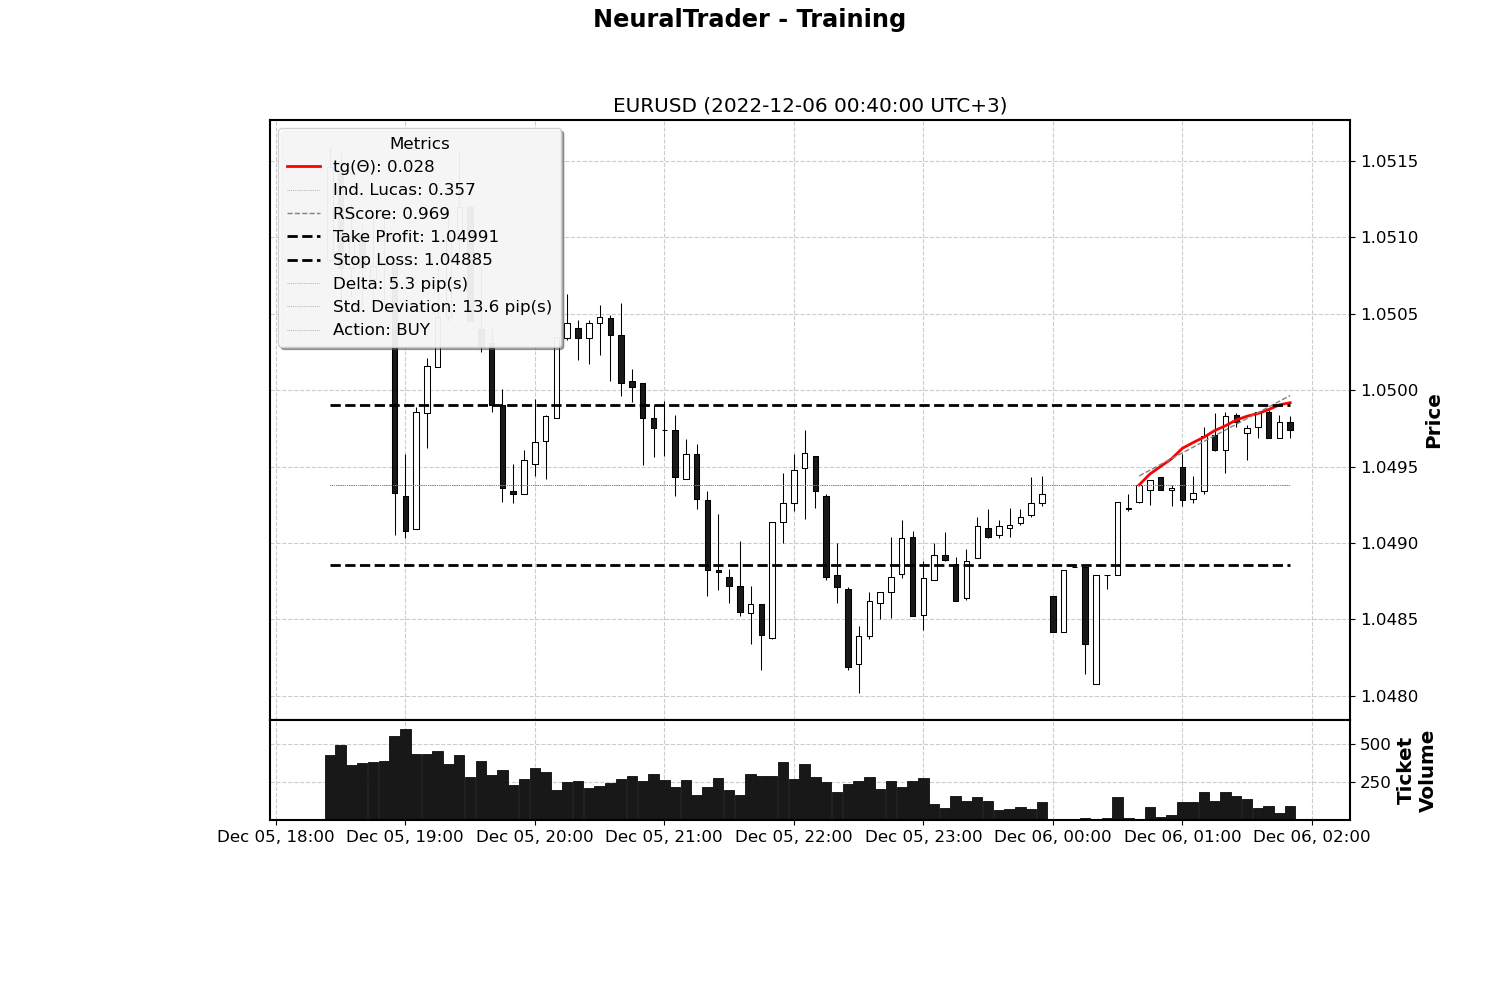 NeuralTrader - Training
EURUSD (2022-12-06 00:40:00 UTC+3)
Metrics
tg(Θ): 0.028
Ind. Lucas: 0.357
RScore: 0.969
Take Profit: 1.04991
Stop Loss: 1.04885
Delta: 5.3 pip(s)
Std. Deviation: 13.6 pip(s)
Action: BUY
1.0515
1.0510
1.0505
1.0500
1.0495
1.0490
1.0485
1.0480
Price
500
250
Ticket
Volume
Dec 05, 18:00 Dec 05, 19:00 Dec 05, 20:00 Dec 05, 21:00 Dec 05, 22:00 Dec 05, 23:00 Dec 06, 00:00 Dec 06, 01:00 Dec 06, 02:00